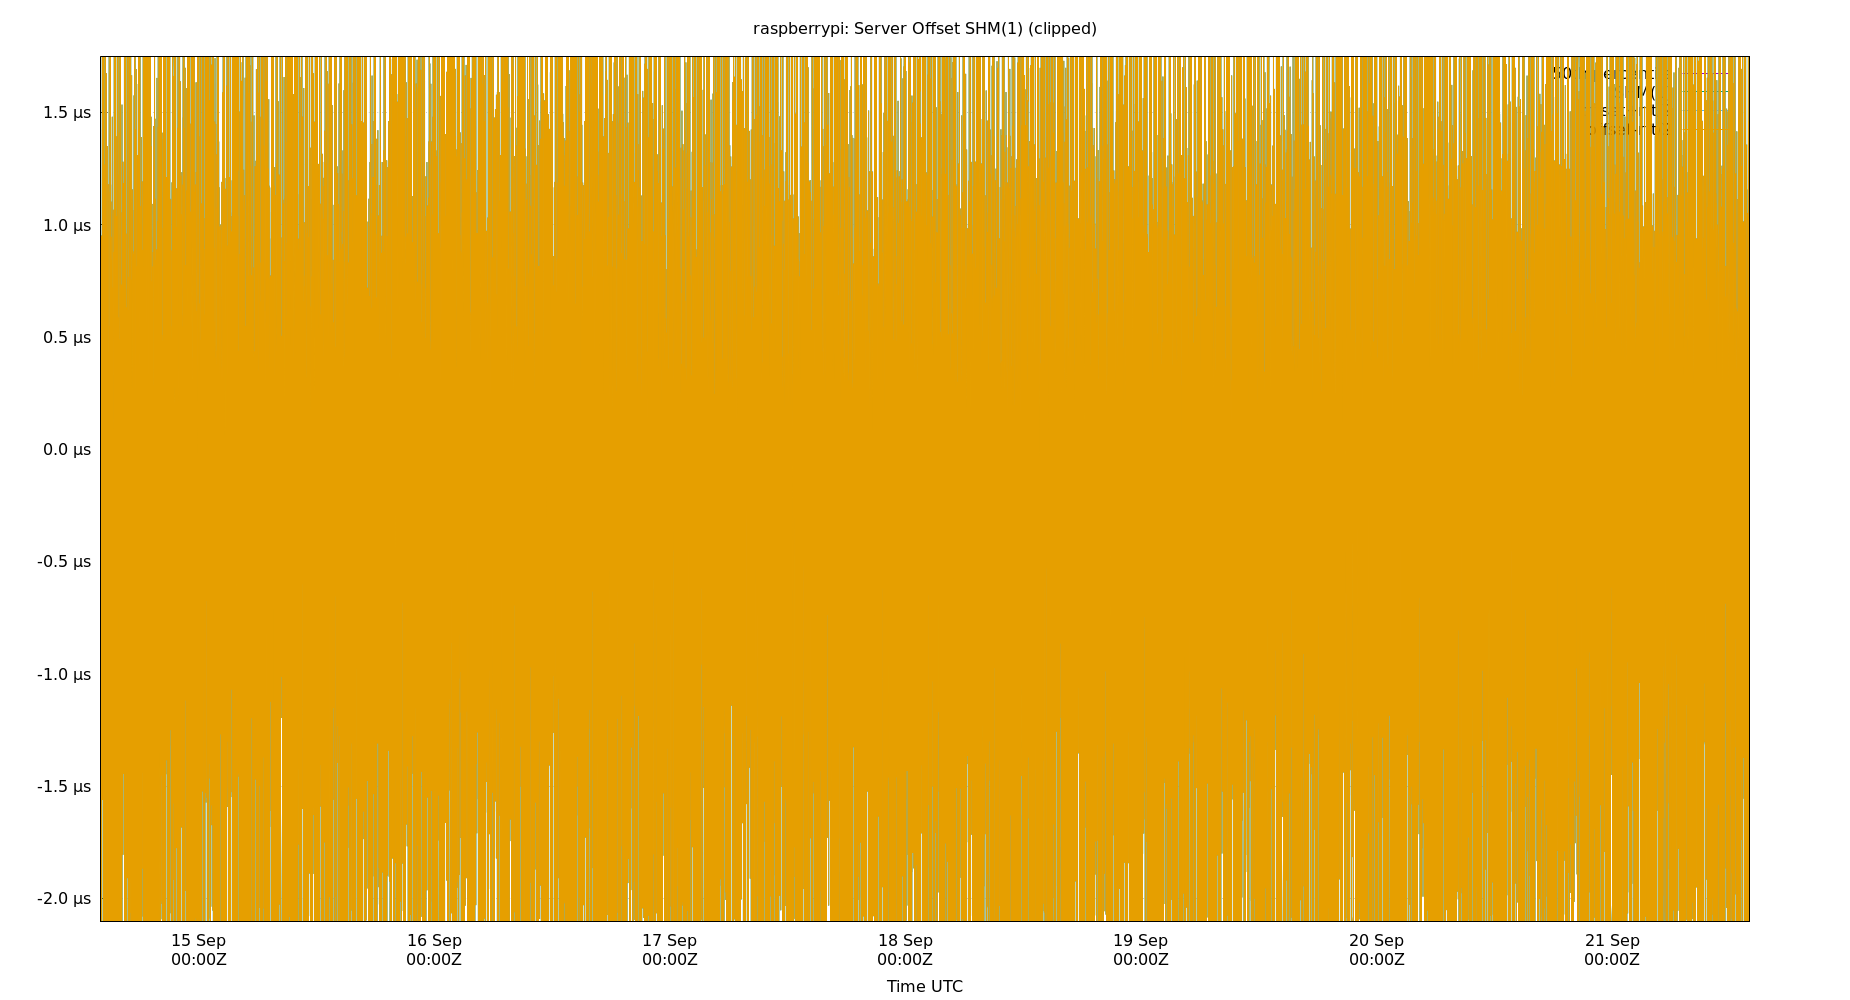 raspberrypi: Server Offset SHM(1) (clipped)
1.5 µs
1.0 µs
0.5 µs
0.0 µs
-0.5 µs
-1.0 µs
-1.5 µs
-2.0 µs
15 Sep 16 Sep 17 Sep 18 Sep 19 Sep 20 Sep 21 Sep
00:00Z 00:00Z 00:00Z 00:00Z 00:00Z 00:00Z 00:00Z
Time UTC